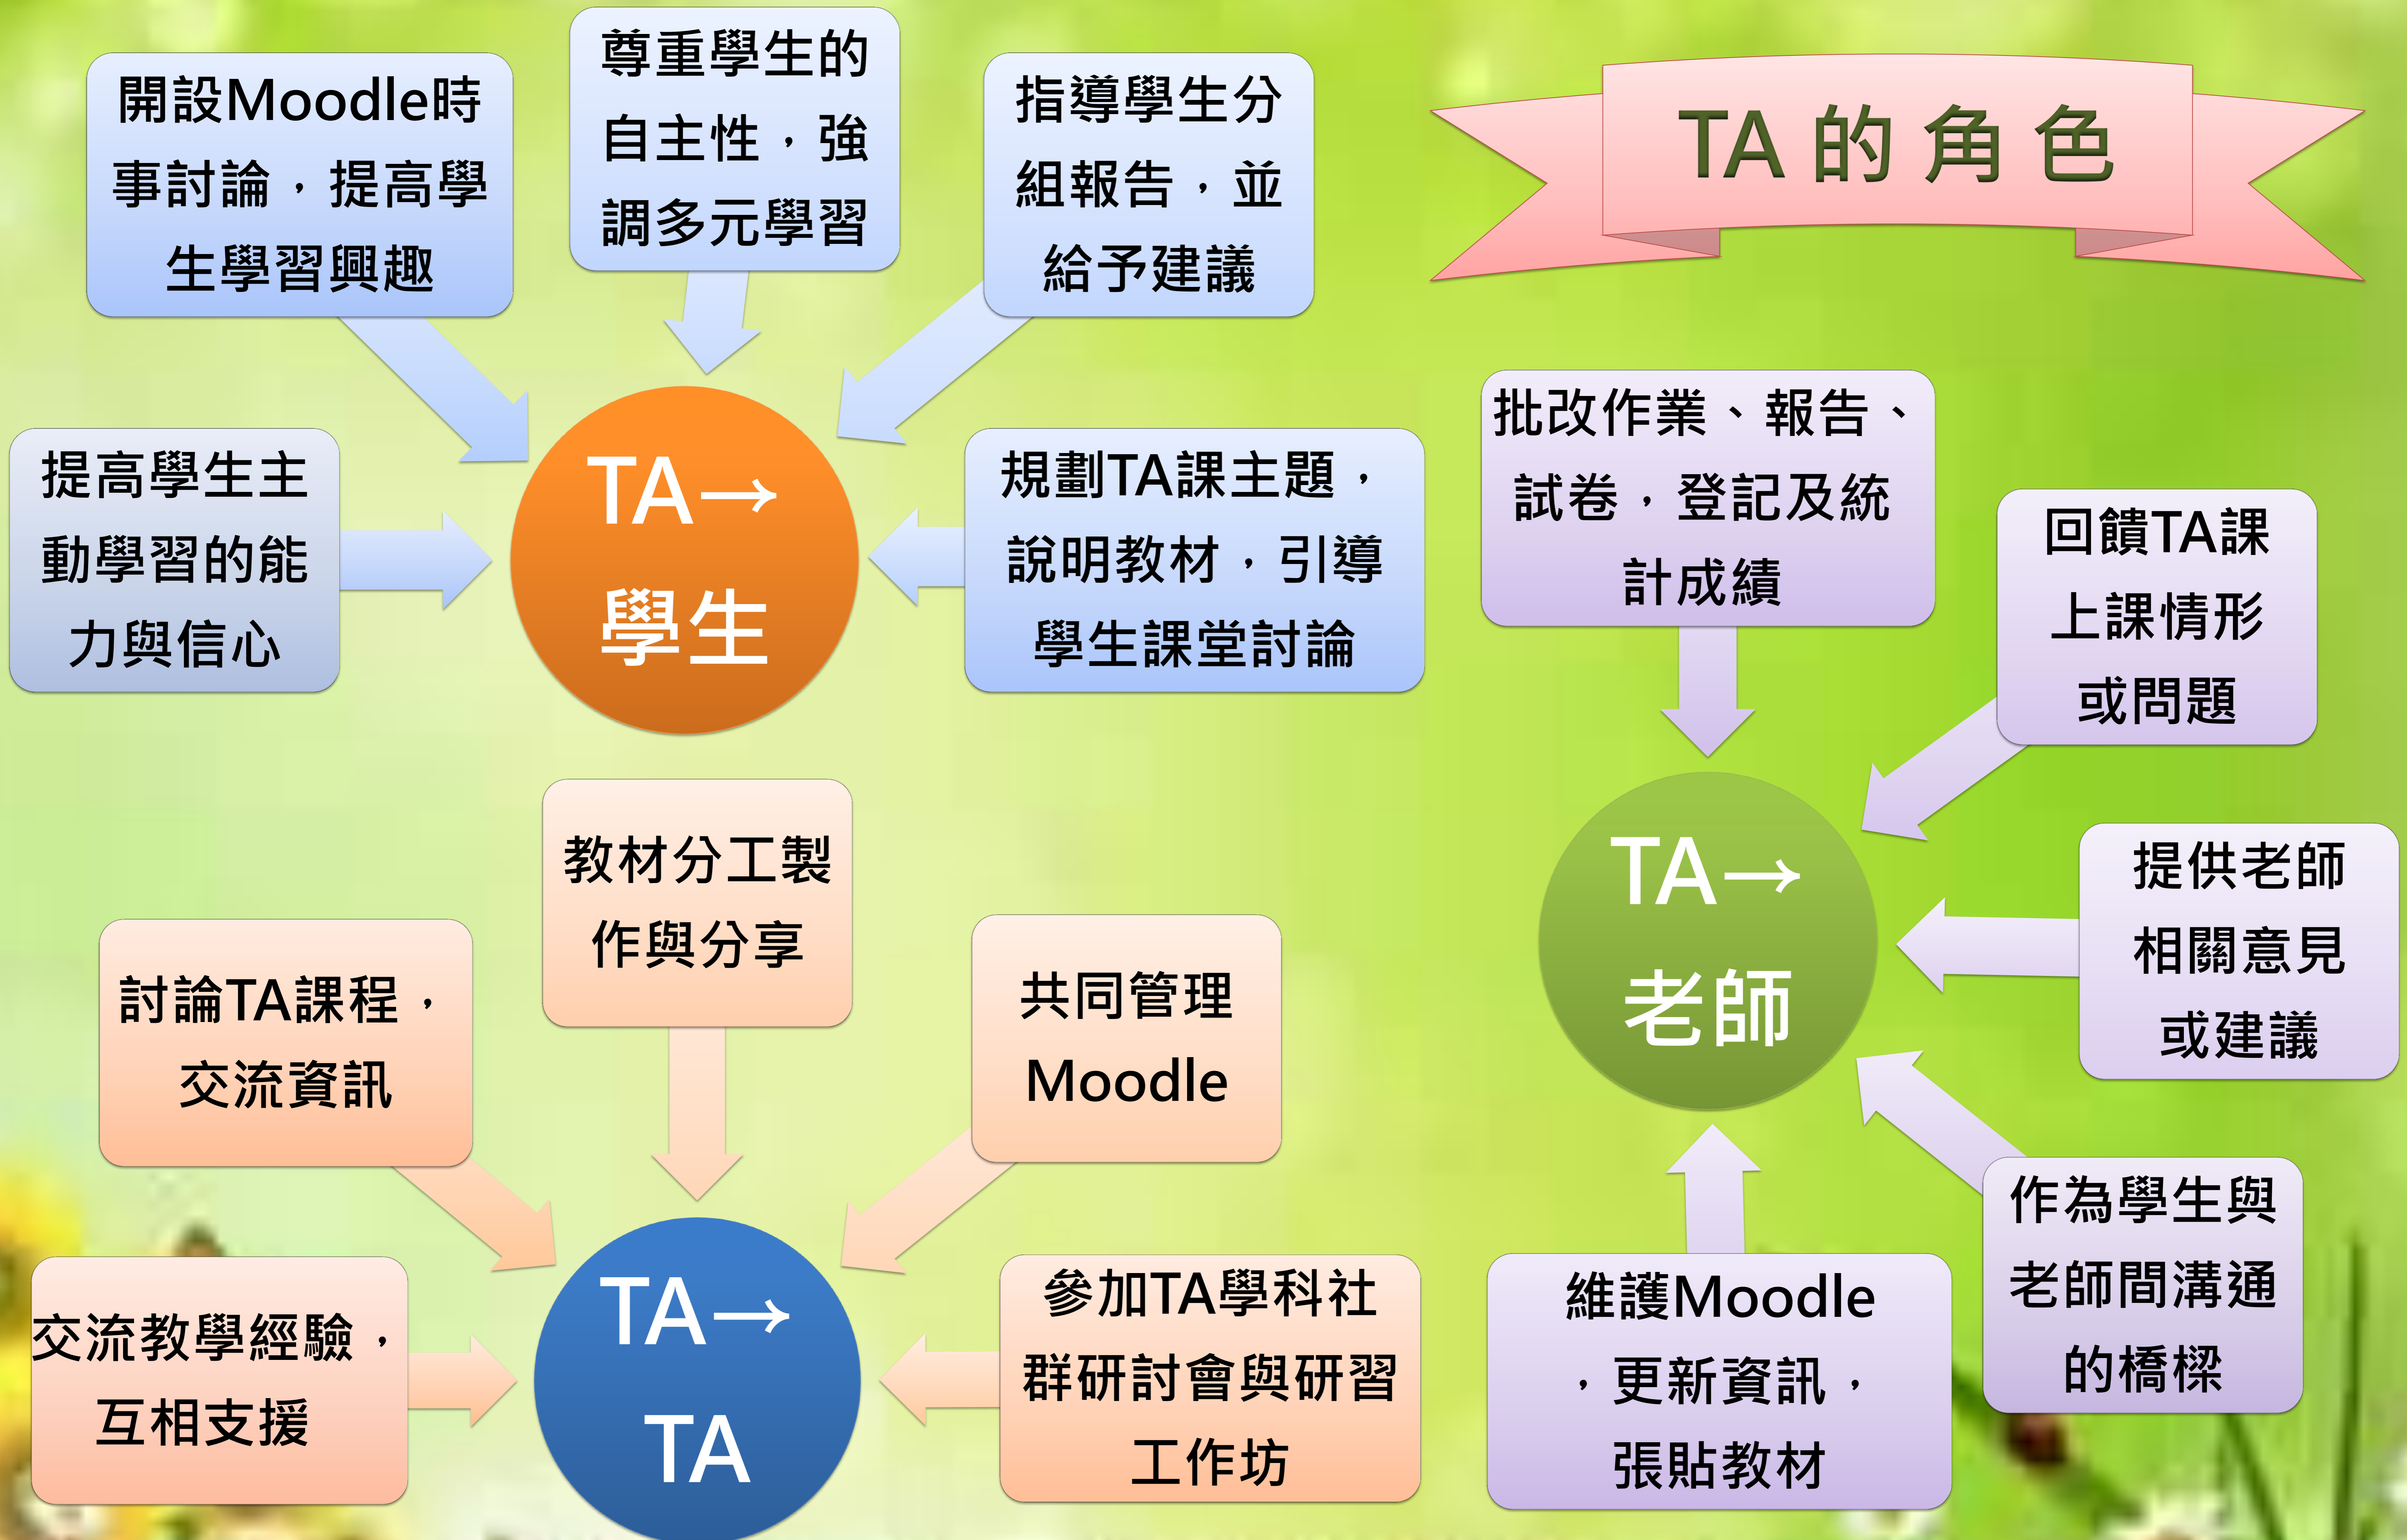 TA 的 角 色
開設Moodle時
事討論，提高學
生學習興趣
尊重學生的
自主性，強
調多元學習
指導學生分
組報告，並
給予建議
提高學生主
動學習的能
力與信心
TA→
學生
規劃TA課主題，
說明教材，引導
學生課堂討論
批改作業、報告、
試卷，登記及統
計成績
回饋TA課
上課情形
或問題
TA→
老師
提供老師
相關意見
或建議
作為學生與
老師間溝通
的橋樑
維護Moodle
，更新資訊，
張貼教材
教材分工製
作與分享
討論TA課程，
交流資訊
共同管理
Moodle
交流教學經驗，
互相支援
TA→
TA
參加TA學科社
群研討會與研習
工作坊